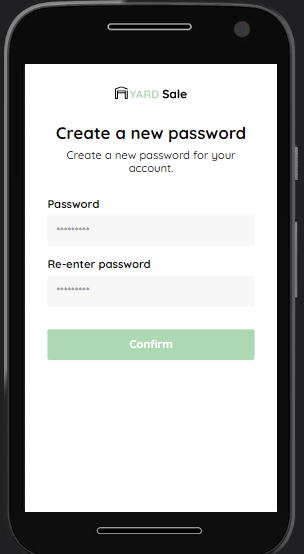 YARD Sale
Create a new password
Create a new password for your
account.
Password
*********
Re-enter password
*********
Confirm